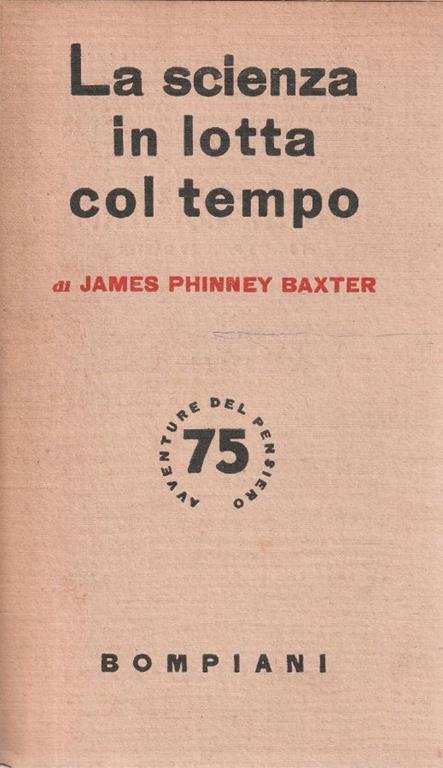 La scienza
in lotta
col tempo
di JAMES PHINNEY BAXTER
AVVENTURE DEL PENSIERO
75
BOMPIANI